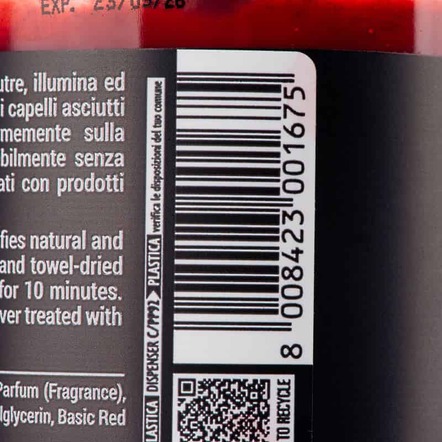 EXP. 23/09/26
utre, illumina ed
i capelli asciutti
memente sulla
bilmente senza
ati con prodotti
fies natural and
and towel-dried
for 10 minutes.
ver treated with
Parfum (Fragrance),
lglycerin, Basic Red
PLASTICA DISPENSER C/PP92 PLASTICA verifica le disposizioni del tuo comune
8 008423 001675
TO RECYCLE